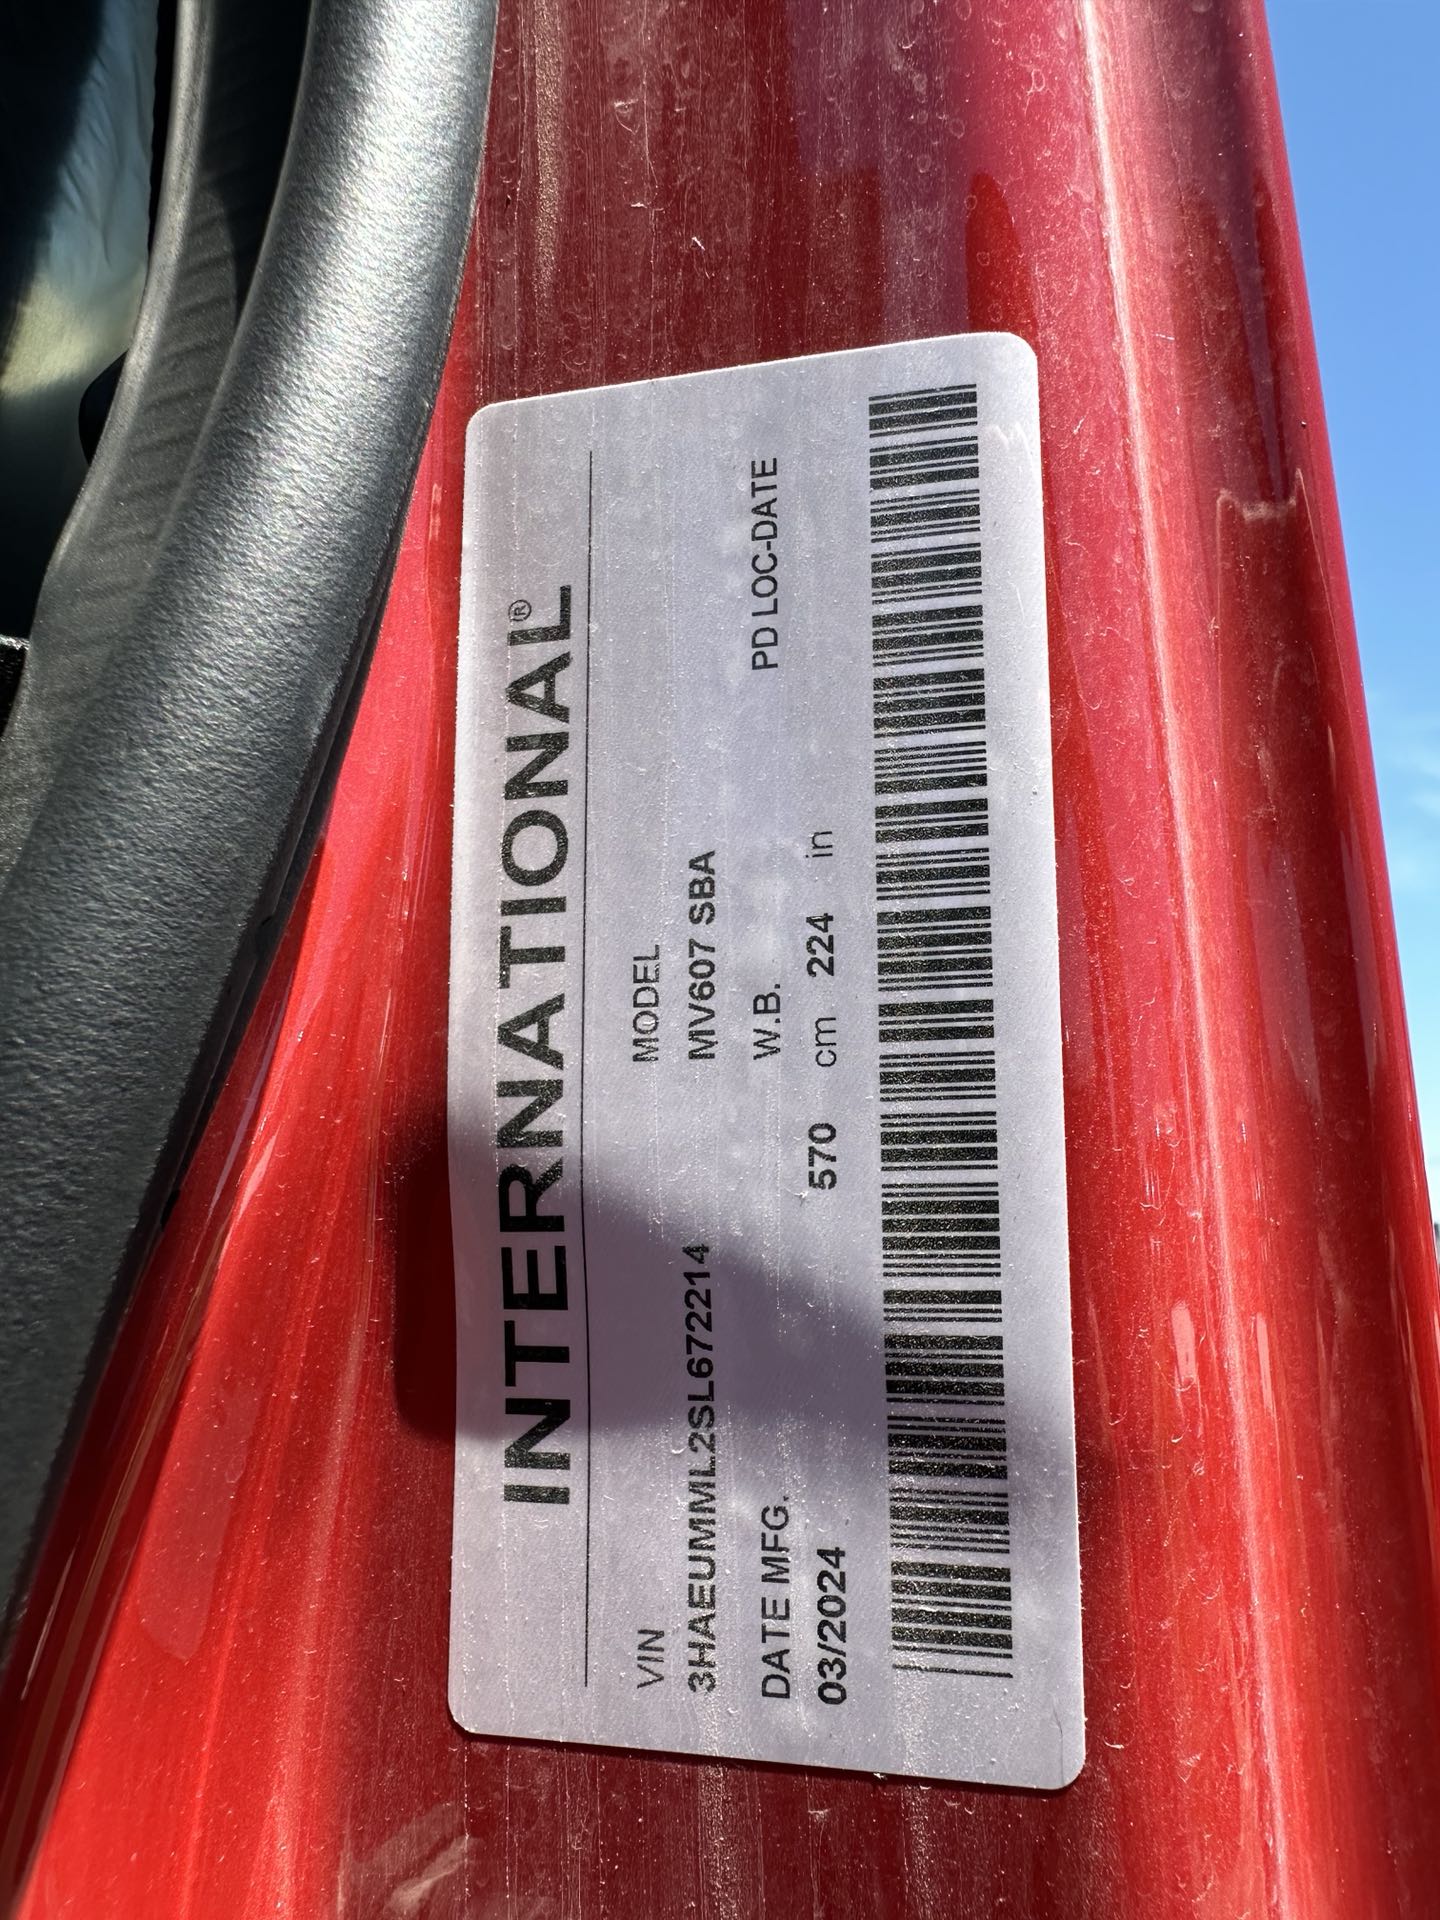 INTERNATIONAL®
VIN MODEL
3HAEUMML2SL672214 MV607 SBA
DATE MFG. W.B. PD LOC-DATE
03/2024 570 cm 224 in